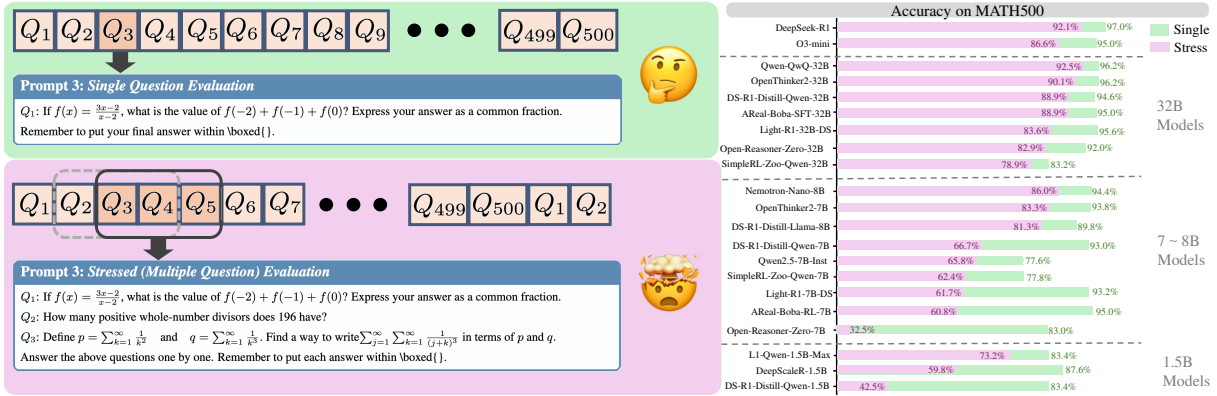 Q1 Q2 Q3 Q4 Q5 Q6 Q7 Q8 Q9 ● ● ● Q499 Q500
Prompt 3: Single Question Evaluation
Q1: If f(x) = \frac{3x−2}{x−2}, what is the value of f(−2) + f(−1) + f(0)? Express your answer as a common fraction.
Remember to put your final answer within \boxed{}.
Q1 Q2 Q3 Q4 Q5 Q6 Q7 ● ● ● Q499 Q500 Q1 Q2
Prompt 3: Stressed (Multiple Question) Evaluation
Q1: If f(x) = \frac{3x−2}{x−2}, what is the value of f(−2) + f(−1) + f(0)? Express your answer as a common fraction.
Q2: How many positive whole-number divisors does 196 have?
Q3: Define p = \sum_{k=1}^{∞} \frac{1}{k^2} and q = \sum_{k=1}^{∞} \frac{1}{k^3}. Find a way to write \sum_{j=1}^{∞} \sum_{k=1}^{∞} \frac{1}{(j+k)^3} in terms of p and q.
Answer the above questions one by one. Remember to put each answer within \boxed{}.
Accuracy on MATH500
Single
Stress
DeepSeek-R1 92.1% 97.0%
O3-mini 86.6% 95.0%
Qwen-QwQ-32B 92.5% 96.2%
OpenThinker2-32B 90.1% 96.2%
DS-R1-Distill-Qwen-32B 88.9% 94.6%
AReal-Boba-SFT-32B 88.9% 95.0%
Light-R1-32B-DS 83.6% 95.6%
Open-Reasoner-Zero-32B 82.9% 92.0%
SimpleRL-Zoo-Qwen-32B 78.9% 83.2%
32B
Models
Nemotron-Nano-8B 86.0% 94.4%
OpenThinker2-7B 83.3% 93.8%
DS-R1-Distill-Llama-8B 81.3% 89.8%
DS-R1-Distill-Qwen-7B 66.7% 93.0%
Qwen2.5-7B-Inst 65.8% 77.6%
SimpleRL-Zoo-Qwen-7B 62.4% 77.8%
Light-R1-7B-DS 61.7% 93.2%
AReal-Boba-RL-7B 60.8% 95.0%
Open-Reasoner-Zero-7B 32.5% 83.0%
7 ~ 8B
Models
L1-Qwen-1.5B-Max 73.2% 83.4%
DeepScaleR-1.5B 59.8% 87.6%
DS-R1-Distill-Qwen-1.5B 42.5% 83.4%
1.5B
Models